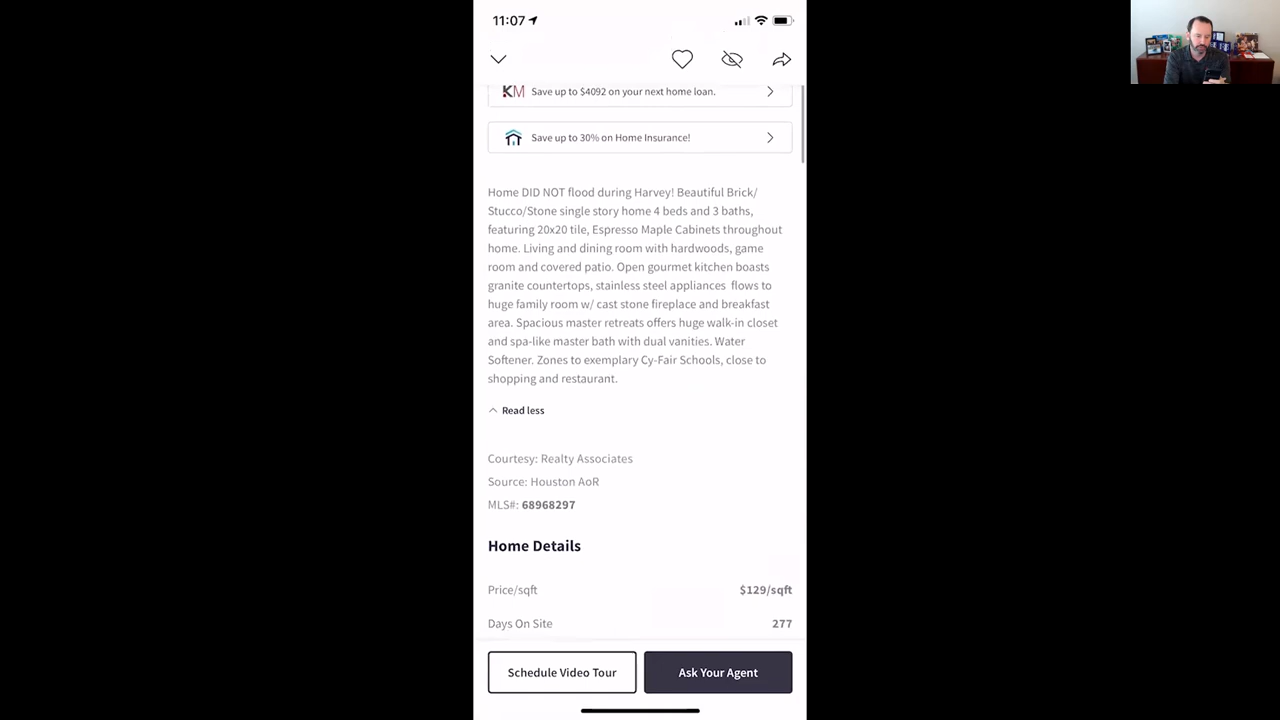 11:07
KM Save up to $4092 on your next home loan.
Save up to 30% on Home Insurance!
Home DID NOT flood during Harvey! Beautiful Brick/
Stucco/Stone single story home 4 beds and 3 baths,
featuring 20x20 tile, Espresso Maple Cabinets throughout
home. Living and dining room with hardwoods, game
room and covered patio. Open gourmet kitchen boasts
granite countertops, stainless steel appliances  flows to
huge family room w/ cast stone fireplace and breakfast
area. Spacious master retreats offers huge walk-in closet
and spa-like master bath with dual vanities. Water
Softener. Zones to exemplary Cy-Fair Schools, close to
shopping and restaurant.
Read less
Courtesy: Realty Associates
Source: Houston AoR
MLS#: 68968297
Home Details
Price/sqft $129/sqft
Days On Site 277
Schedule Video Tour Ask Your Agent